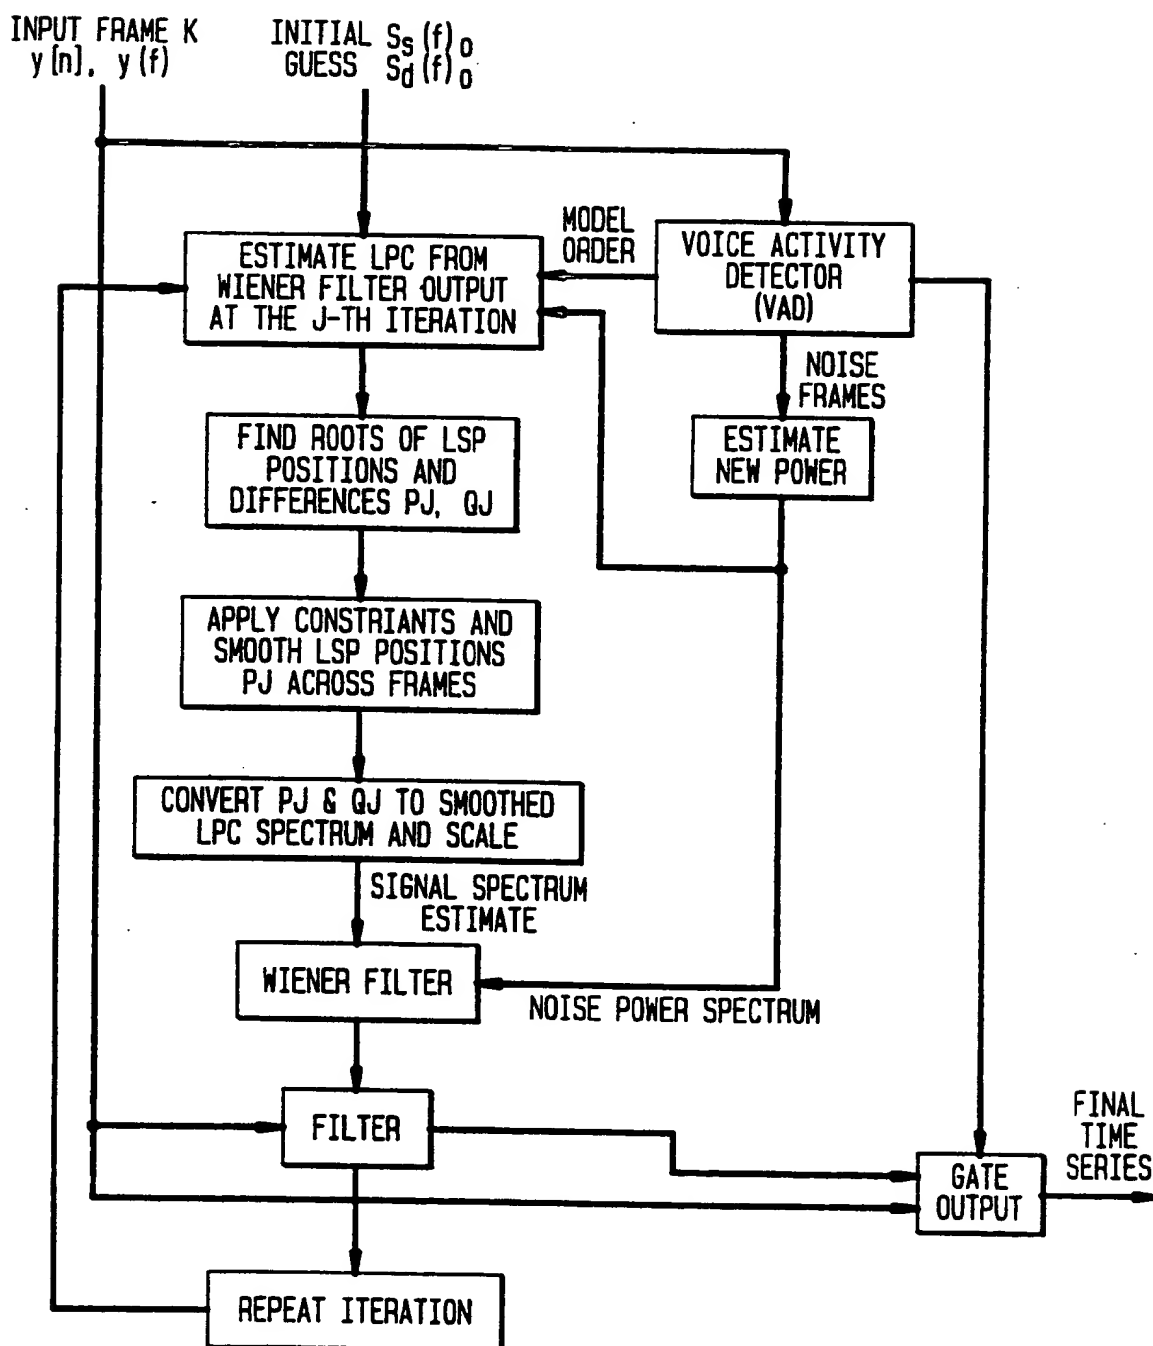 INPUT FRAME K
y[n], y(f)
INITIAL Ss(f)0
GUESS Sd(f)0
MODEL
ORDER
VOICE ACTIVITY
DETECTOR
(VAD)
ESTIMATE LPC FROM
WIENER FILTER OUTPUT
AT THE J-TH ITERATION
NOISE
FRAMES
FIND ROOTS OF LSP
POSITIONS AND
DIFFERENCES PJ, QJ
ESTIMATE
NEW POWER
APPLY CONSTRIANTS AND
SMOOTH LSP POSITIONS
PJ ACROSS FRAMES
CONVERT PJ & QJ TO SMOOTHED
LPC SPECTRUM AND SCALE
SIGNAL SPECTRUM
ESTIMATE
WIENER FILTER
NOISE POWER SPECTRUM
FILTER
FINAL
TIME
SERIES
GATE
OUTPUT
REPEAT ITERATION